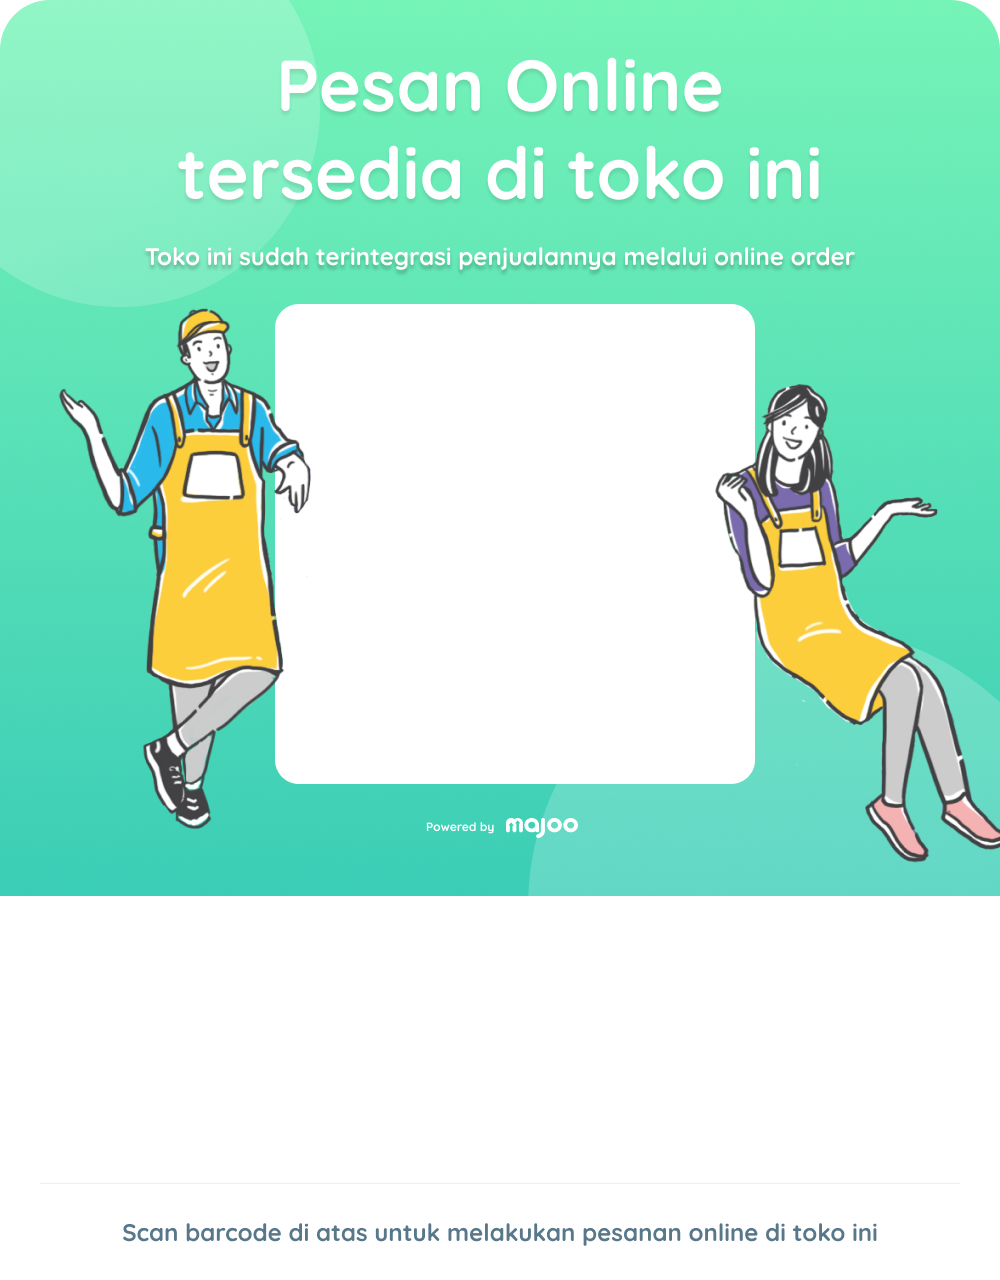 Pesan Online
tersedia di toko ini
Toko ini sudah terintegrasi penjualannya melalui online order
Powered by majoo
Scan barcode di atas untuk melakukan pesanan online di toko ini